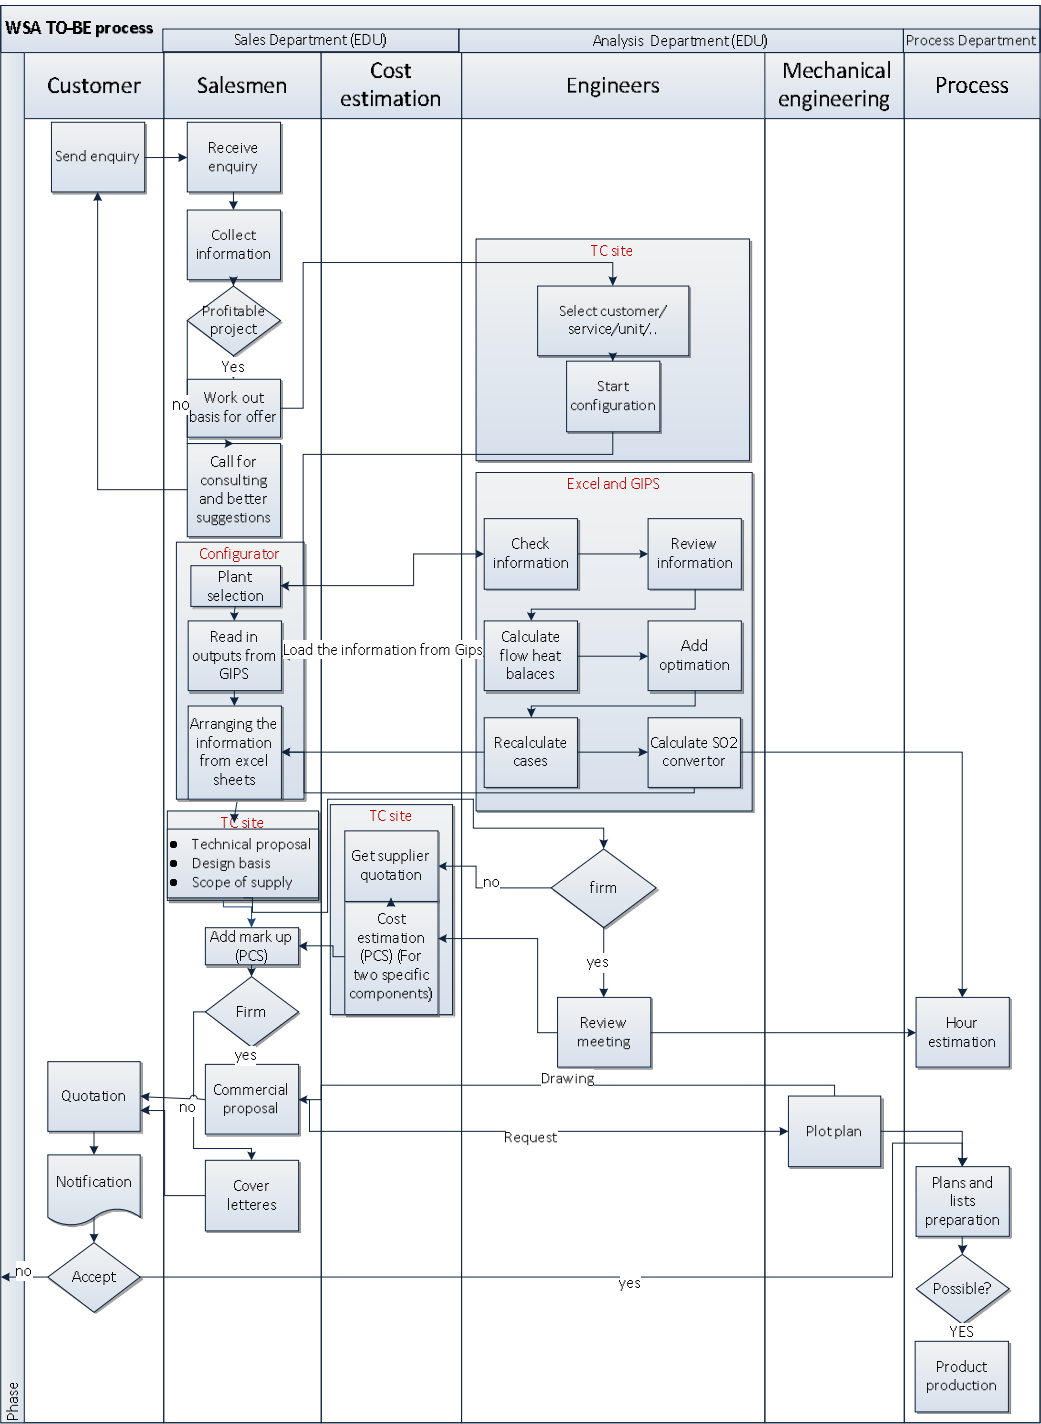 WSA TO-BE process
Sales Department (EDU)
Analysis Department (EDU)
Process Department
Customer
Salesmen
Cost
estimation
Engineers
Mechanical
engineering
Process
Send enquiry
Receive
enquiry
Collect
information
Profitable
project
Yes
no
Work out
basis for offer
Call for
consulting
and better
suggestions
TC site
Select customer/
service/unit/..
Start
configuration
Excel and GIPS
Check
information
Review
information
Calculate
flow heat
balaces
Add
optimation
Recalculate
cases
Calculate SO2
convertor
Configurator
Plant
selection
Read in
outputs from
GIPS
Load the information from Gips
Arranging the
information
from excel
sheets
TC site
Technical proposal
Design basis
Scope of supply
TC site
Get supplier
quotation
Cost
estimation
(PCS) (For
two specific
components)
no
firm
yes
Add mark up
(PCS)
Firm
yes
no
Review
meeting
Hour
estimation
Quotation
Commercial
proposal
Drawing
Request
Plot plan
Notification
Cover
letteres
Plans and
lists
preparation
no
Accept
yes
Possible?
YES
Product
production
Phase